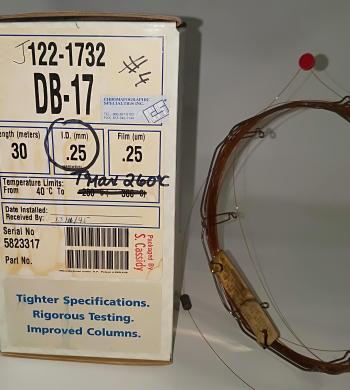 J122-1732
#4
DB-17
CHROMATOGRAPHIC
SPECIALTIES INC.
Length (meters) I.D. (mm) Film (um)
30 .25 .25
Tmax 260°C
Temperature Limits:
From 40 °C To
Date Installed:
Received By:
Serial No
5823317
Part No.
Packaged By
S. Cassidy
Tighter Specifications.
Rigorous Testing.
Improved Columns.